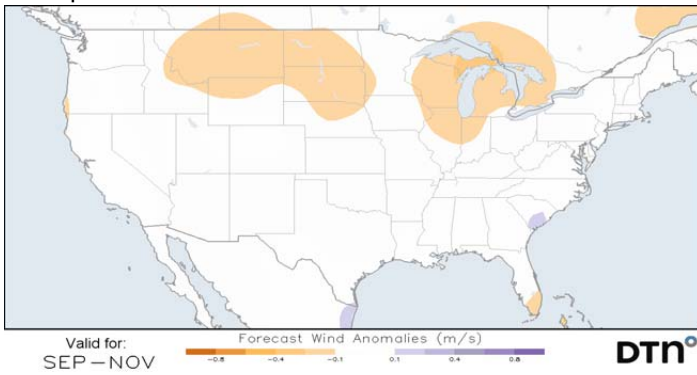 Valid for:
SEP-NOV
Forecast Wind Anomalies (m/s)
-0.8 -0.4 -0.1 0.1 0.4 0.8
DTN